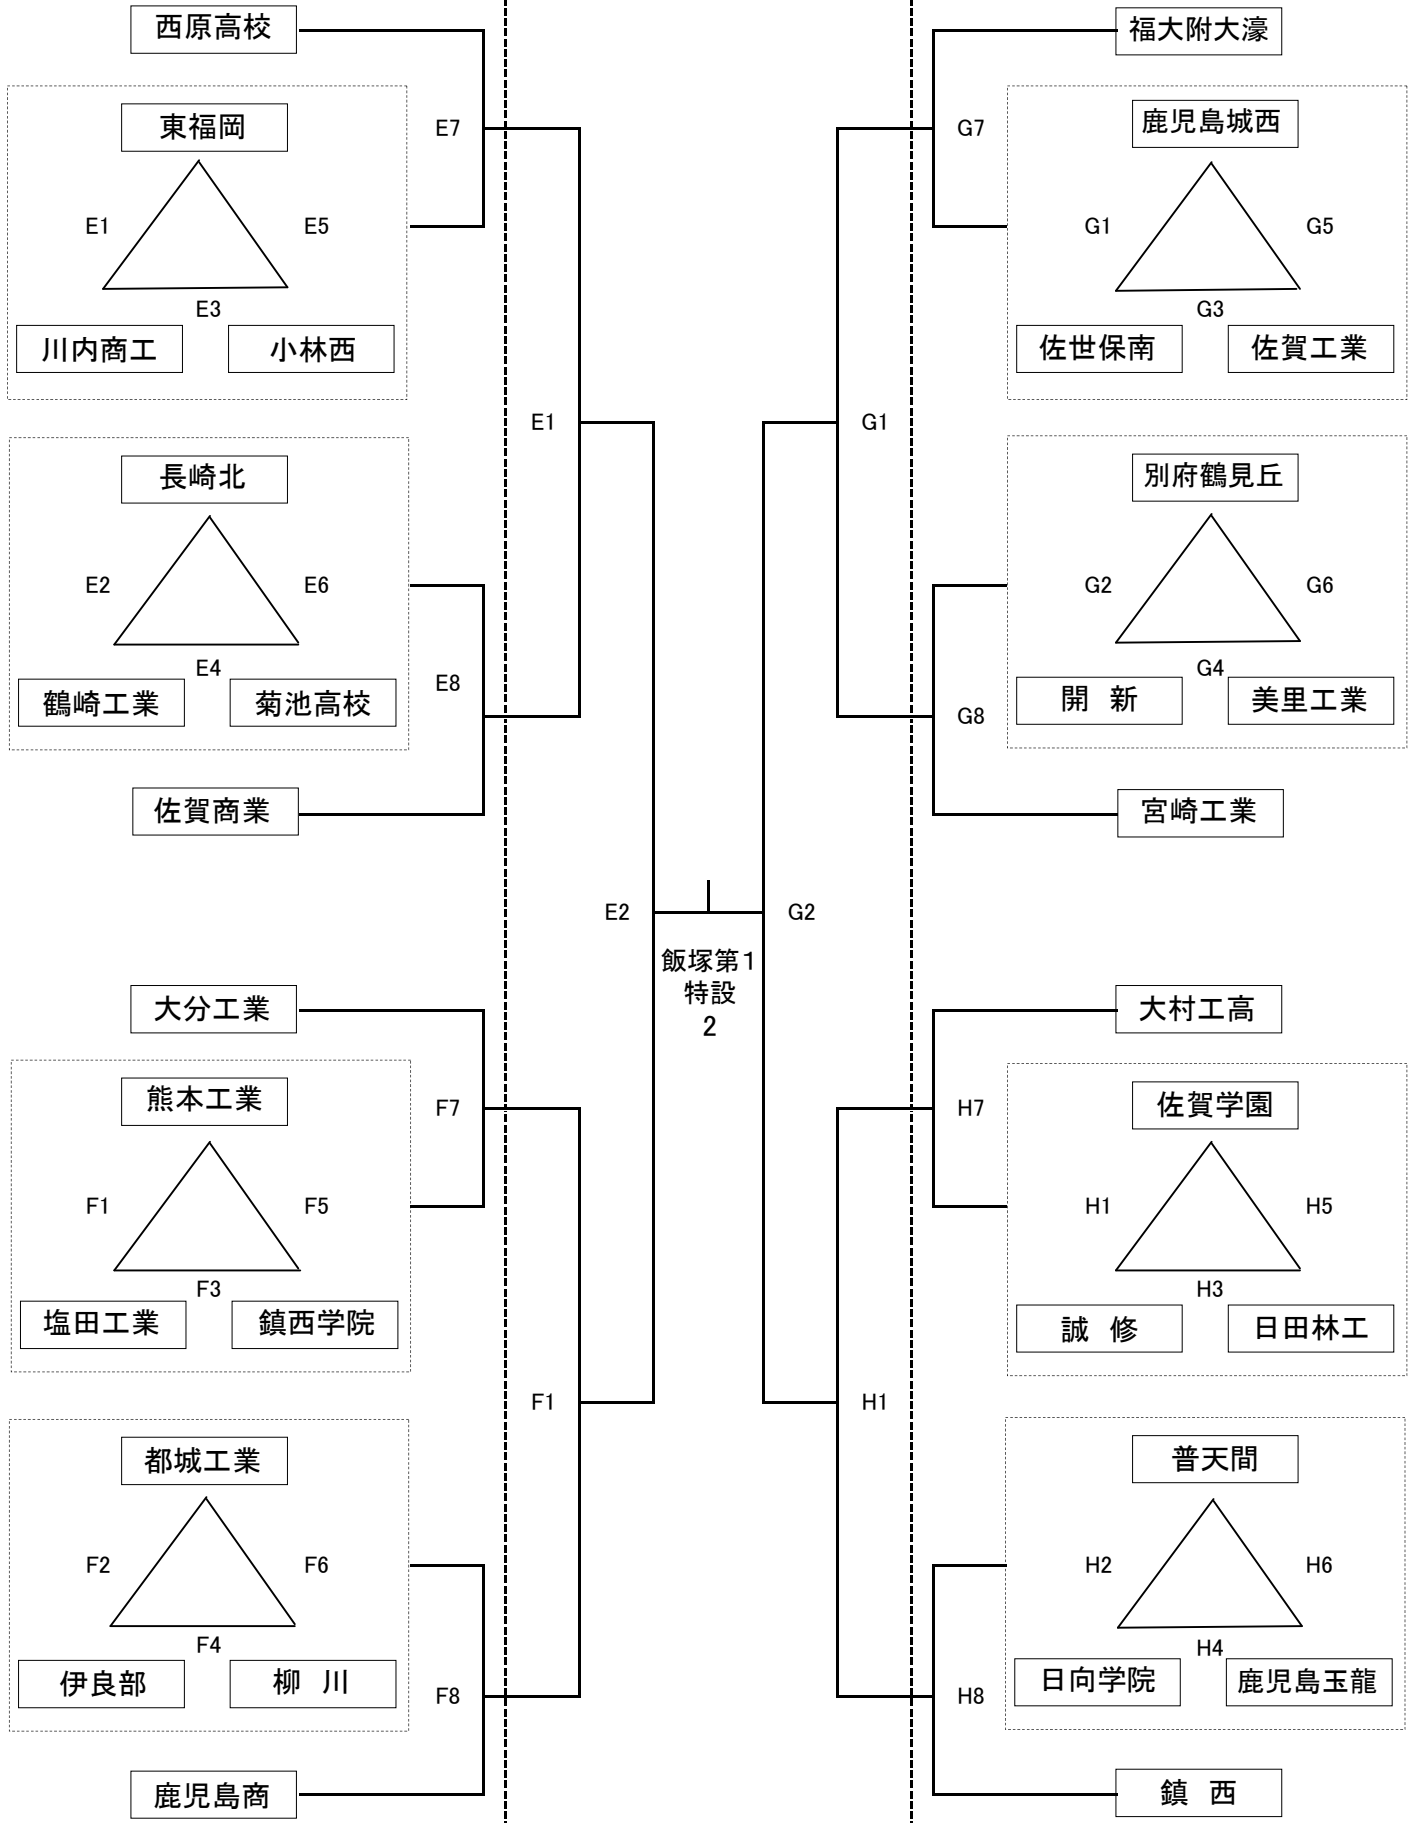 西原高校
東福岡
E7
E1
E5
E3
川内商工
小林西
E1
長崎北
E2
E6
E4
鶴崎工業
菊池高校
E8
佐賀商業
E2
大分工業
熊本工業
F7
F1
F5
F3
塩田工業
鎮西学院
F1
都城工業
F2
F6
F4
伊良部
柳 川
F8
鹿児島商
飯塚第1
特設
2
福大附大濠
G7
鹿児島城西
G1
G5
G3
佐世保南
佐賀工業
G1
別府鶴見丘
G2
G6
G4
開 新
美里工業
G8
宮崎工業
G2
大村工高
H7
佐賀学園
H1
H5
H3
誠 修
日田林工
H1
普天間
H2
H6
H4
日向学院
鹿児島玉龍
H8
鎮 西